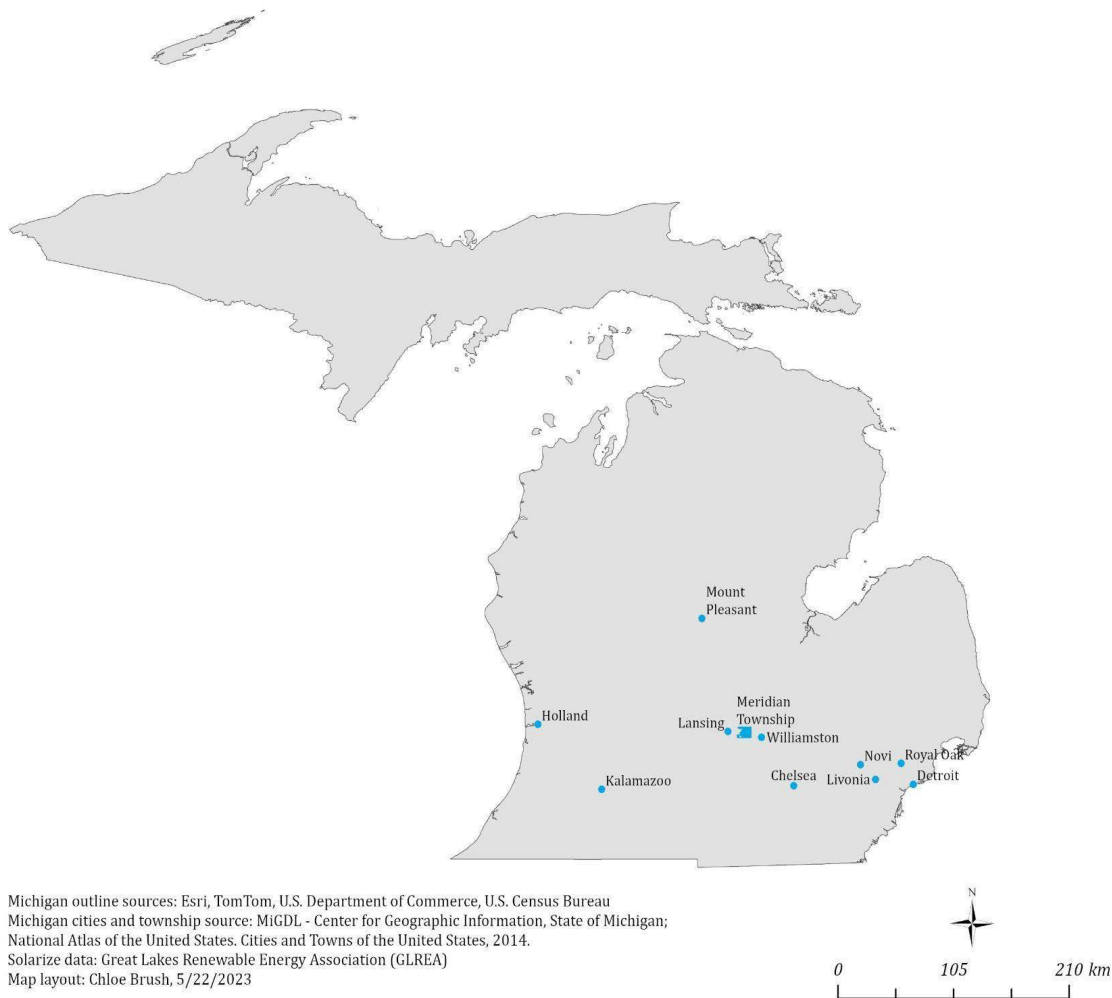 Mount
Pleasant
Meridian
Township
Holland
Lansing
Williamston
Novi
Royal Oak
Chelsea
Livonia
Detroit
Kalamazoo
Michigan outline sources: Esri, TomTom, U.S. Department of Commerce, U.S. Census Bureau
Michigan cities and township source: MiGDL - Center for Geographic Information, State of Michigan;
National Atlas of the United States. Cities and Towns of the United States, 2014.
Solarize data: Great Lakes Renewable Energy Association (GLREA)
Map layout: Chloe Brush, 5/22/2023
N
0 105 210 km